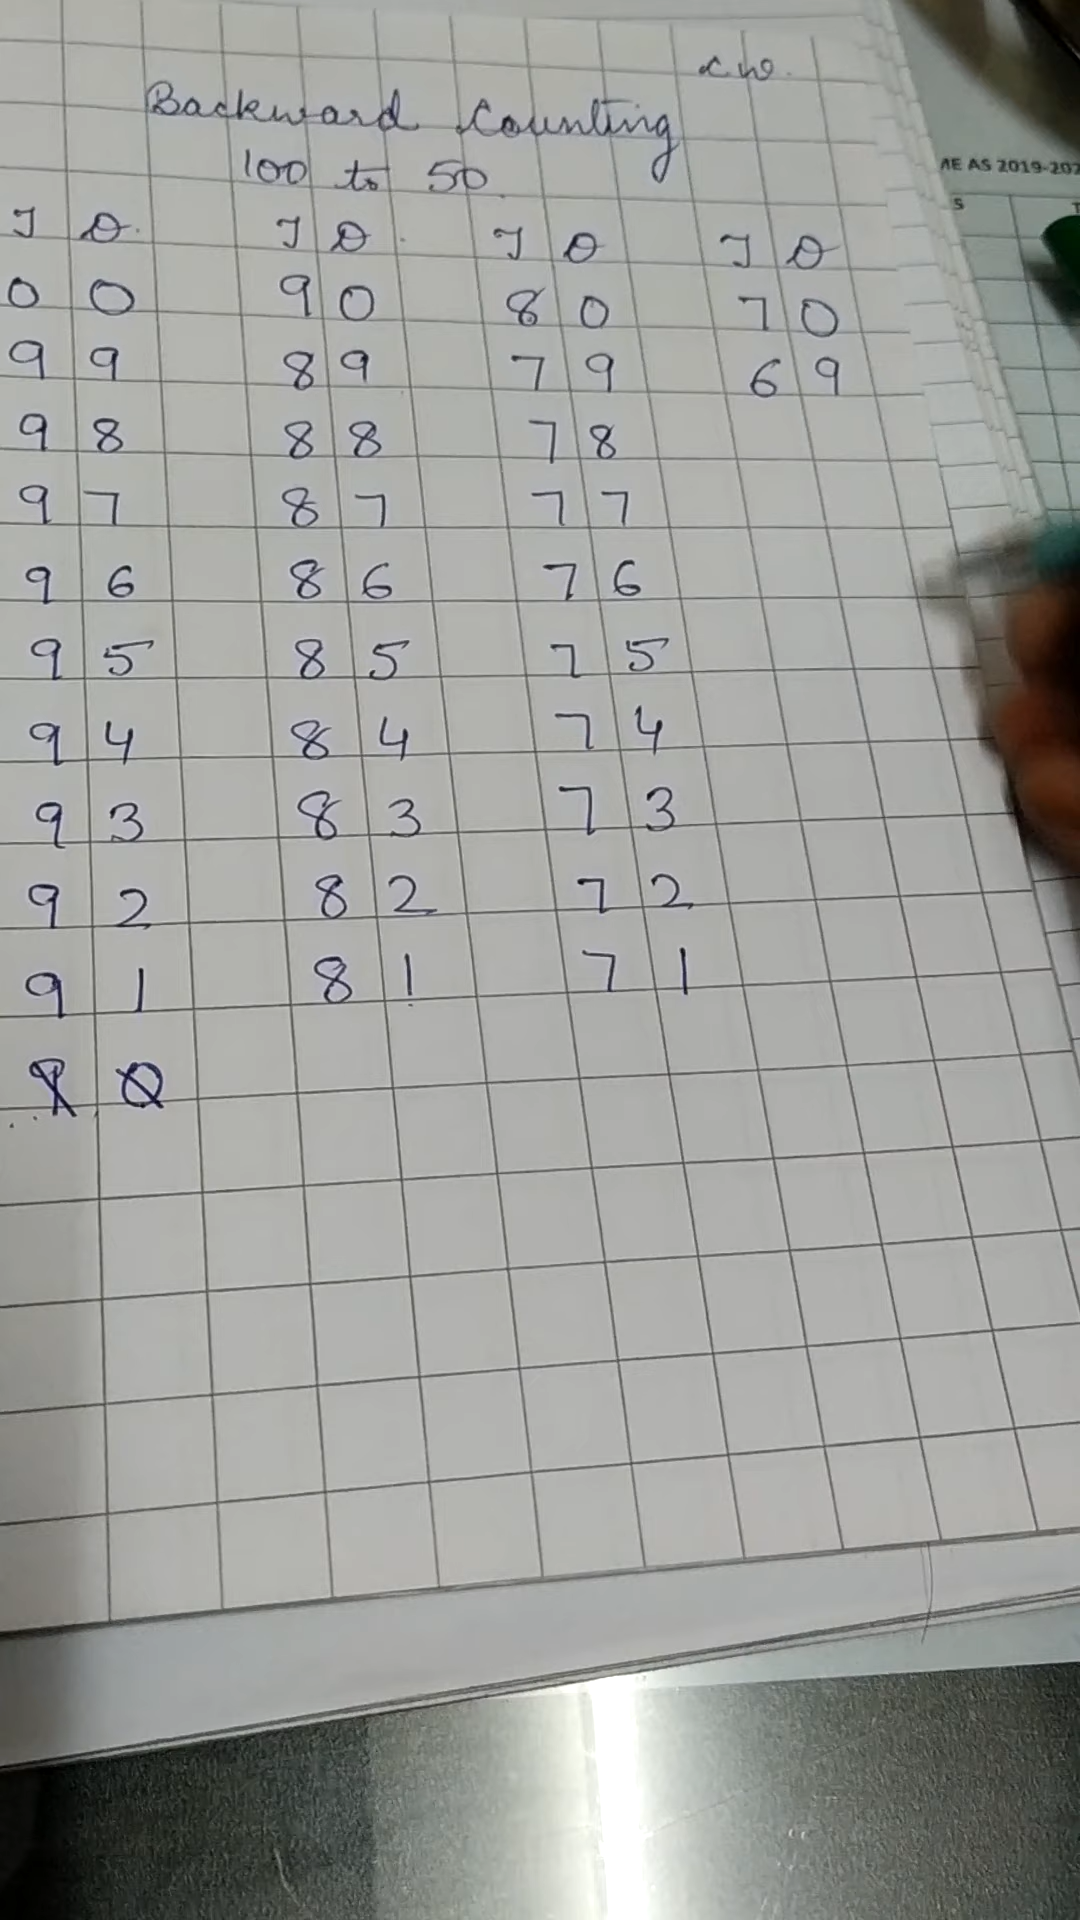 c.w.
Backward Counting
100 to 50.
T O. T O. T O T O
0 0 9 0 8 0 7 0
9 9 8 9 7 9 6 9
9 8 8 8 7 8
9 7 8 7 7 7
9 6 8 6 7 6
9 5 8 5 7 5
9 4 8 4 7 4
9 3 8 3 7 3
9 2 8 2 7 2
9 1 8 1 7 1
9 0
AE AS 2019-202
S T